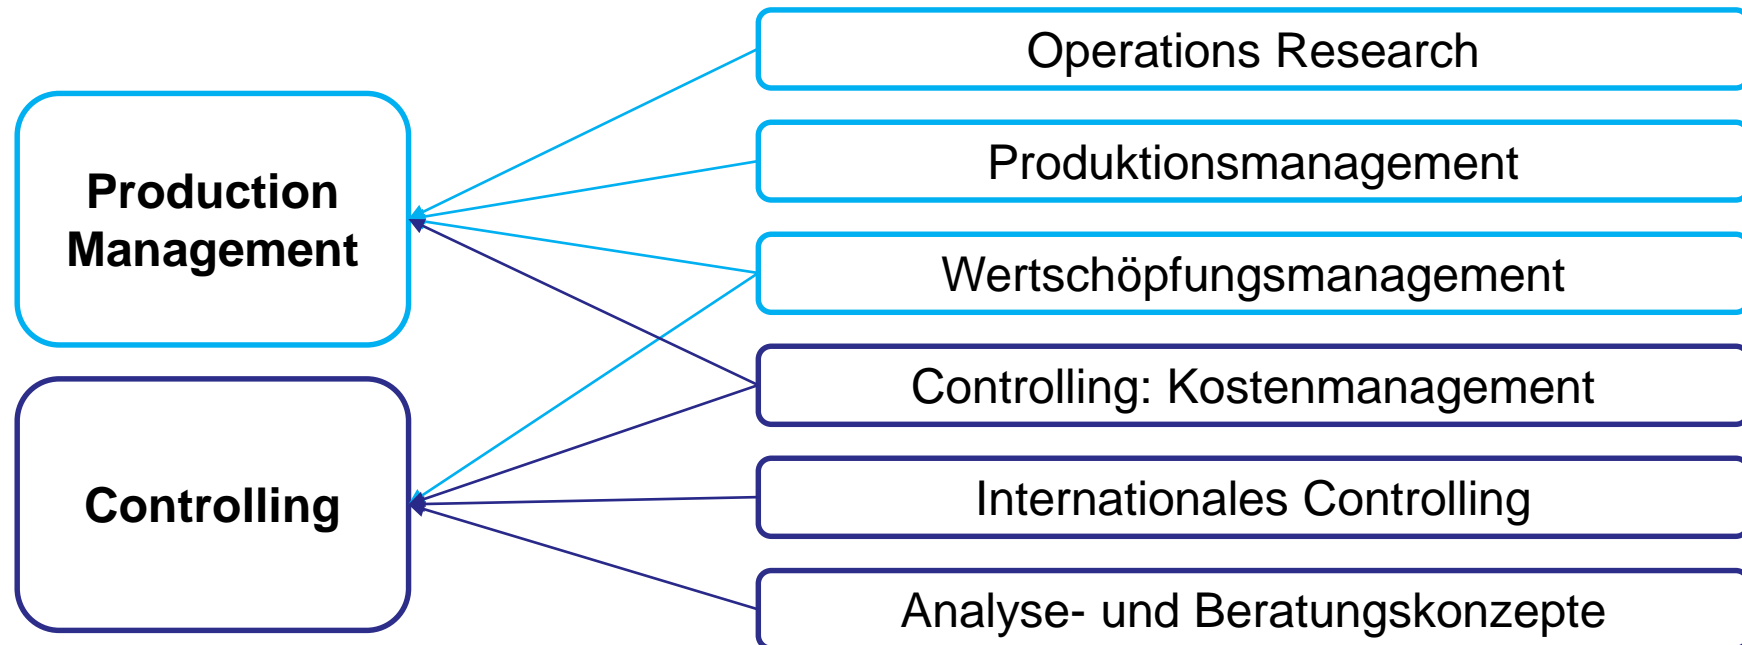 Production
Management
Controlling
Operations Research
Produktionsmanagement
Wertschöpfungsmanagement
Controlling: Kostenmanagement
Internationales Controlling
Analyse- und Beratungskonzepte